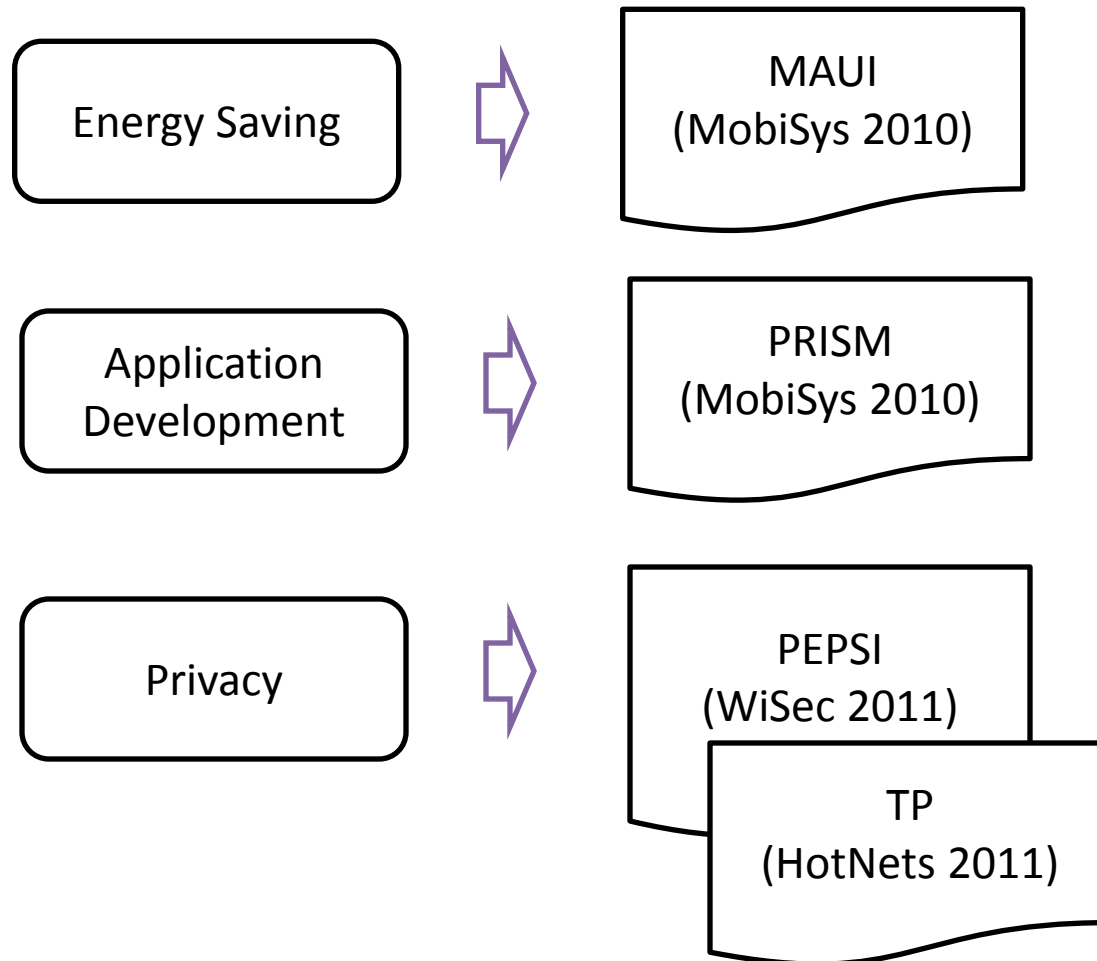 Energy Saving
MAUI
(MobiSys 2010)
Application
Development
PRISM
(MobiSys 2010)
Privacy
PEPSI
(WiSec 2011)
TP
(HotNets 2011)